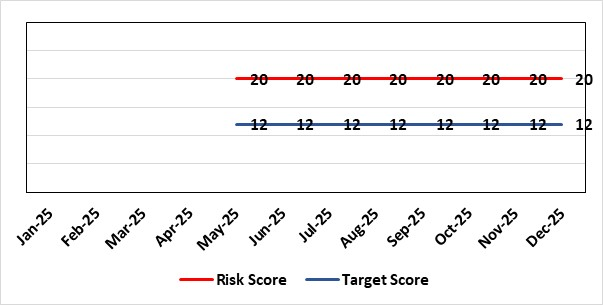 20 20 20 20 20 20 20 20
12 12 12 12 12 12 12 12
Jan-25 Feb-25 Mar-25 Apr-25 May-25 Jun-25 Jul-25 Aug-25 Sep-25 Oct-25 Nov-25 Dec-25
Risk Score Target Score